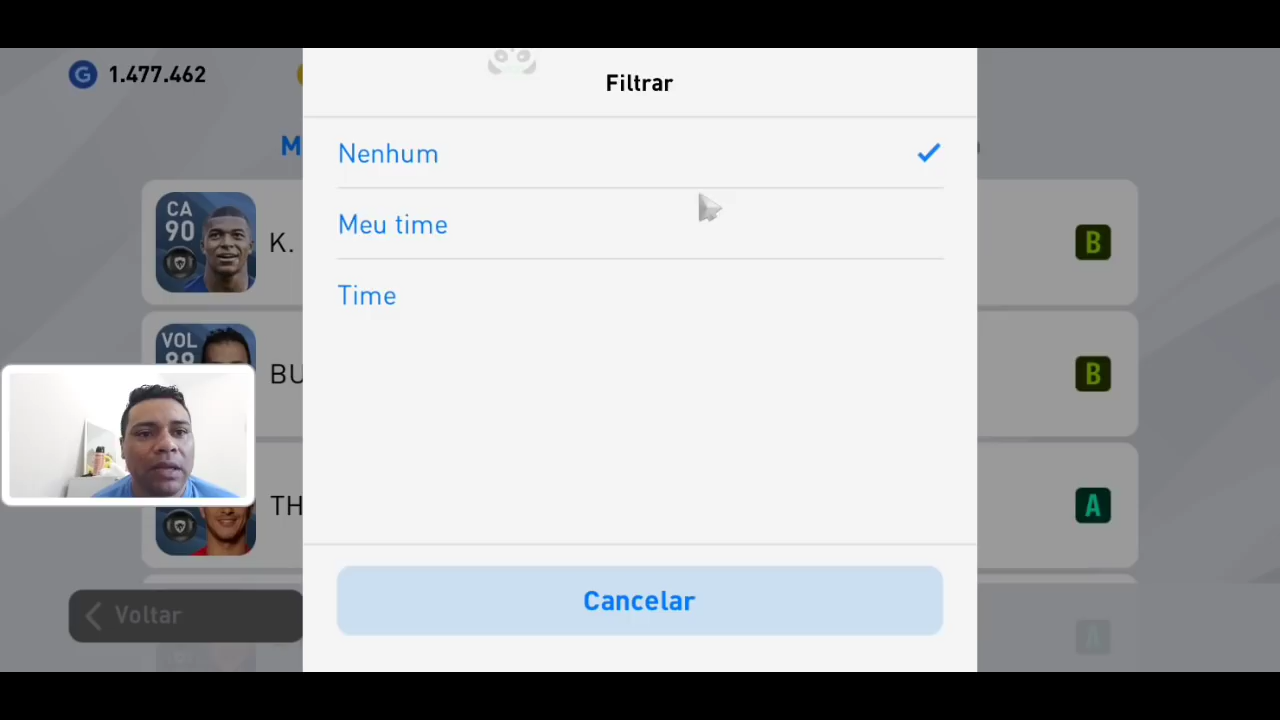 G 1.477.462
Filtrar
Nenhum
Meu time
Time
Cancelar
M
CA
90
K.
B
VOL
BU
B
TH
A
Voltar
A